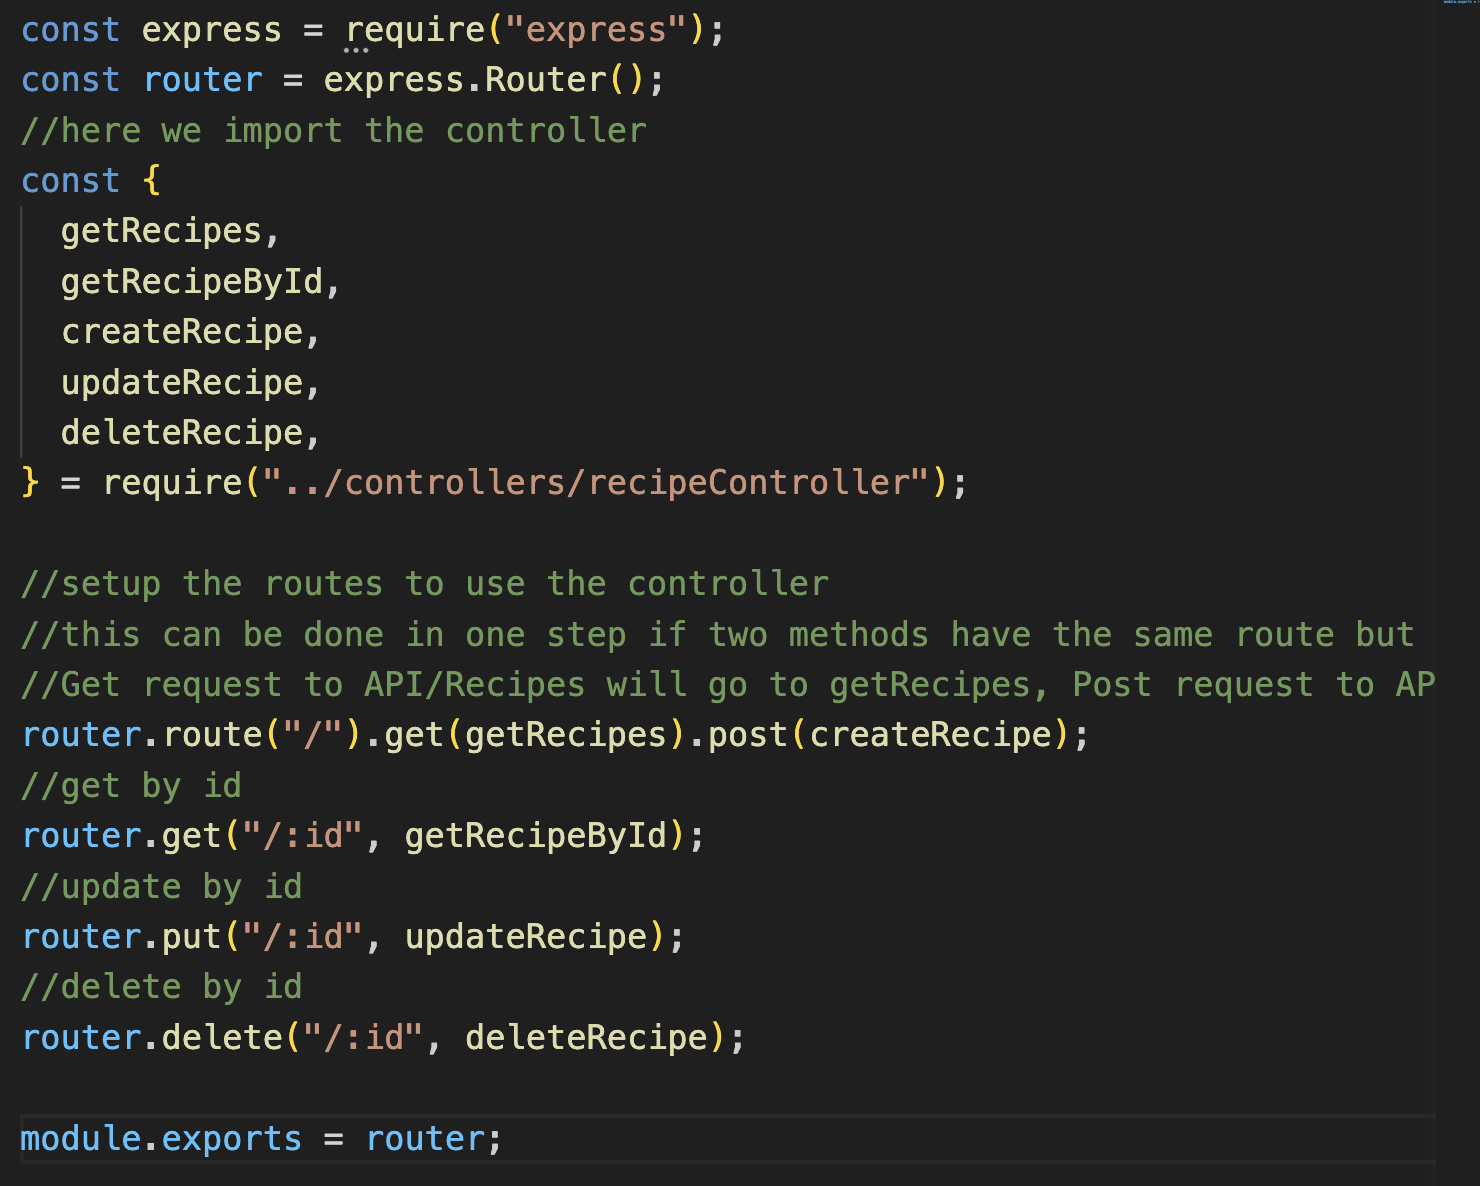 const express = require("express");
const router = express.Router();
//here we import the controller
const {
  getRecipes,
  getRecipeById,
  createRecipe,
  updateRecipe,
  deleteRecipe,
} = require("../controllers/recipeController");

//setup the routes to use the controller
//this can be done in one step if two methods have the same route but
//Get request to API/Recipes will go to getRecipes, Post request to AP
router.route("/").get(getRecipes).post(createRecipe);
//get by id
router.get("/:id", getRecipeById);
//update by id
router.put("/:id", updateRecipe);
//delete by id
router.delete("/:id", deleteRecipe);

module.exports = router;